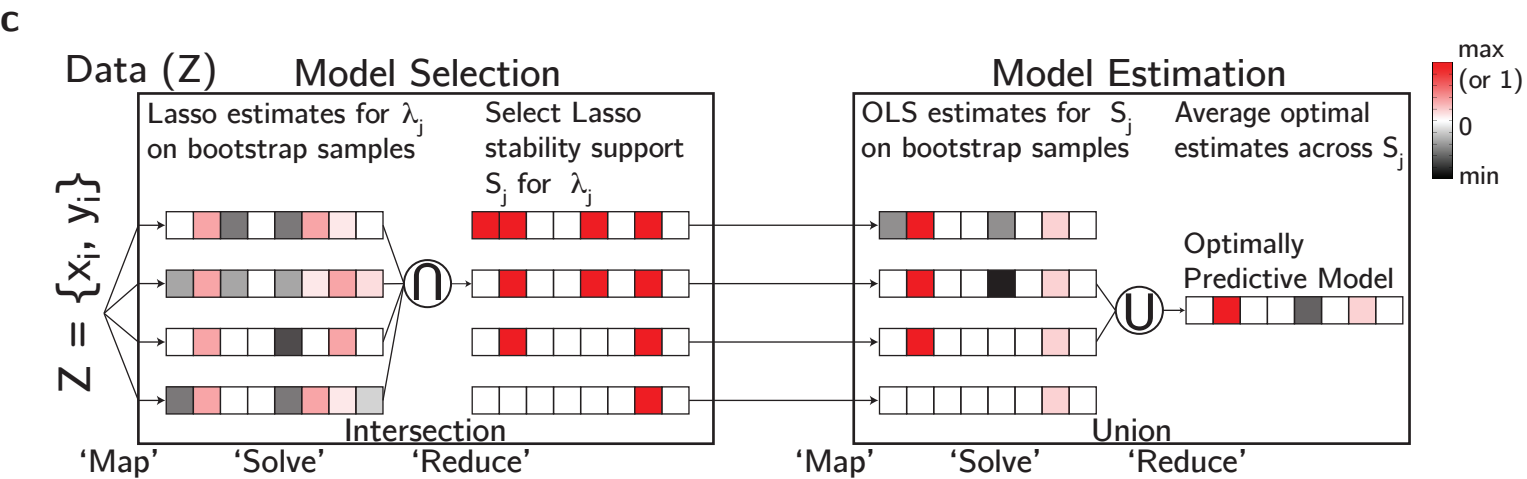 c
Data (Z)
Model Selection
Model Estimation
max
(or 1)
0
min
Lasso estimates for λj
on bootstrap samples
Select Lasso
stability support
Sj for λj
OLS estimates for Sj
on bootstrap samples
Average optimal
estimates across Sj
Z = {xi, yi}
∩
Optimally
Predictive Model
∪
Intersection
Union
‘Map’
‘Solve’
‘Reduce’
‘Map’
‘Solve’
‘Reduce’